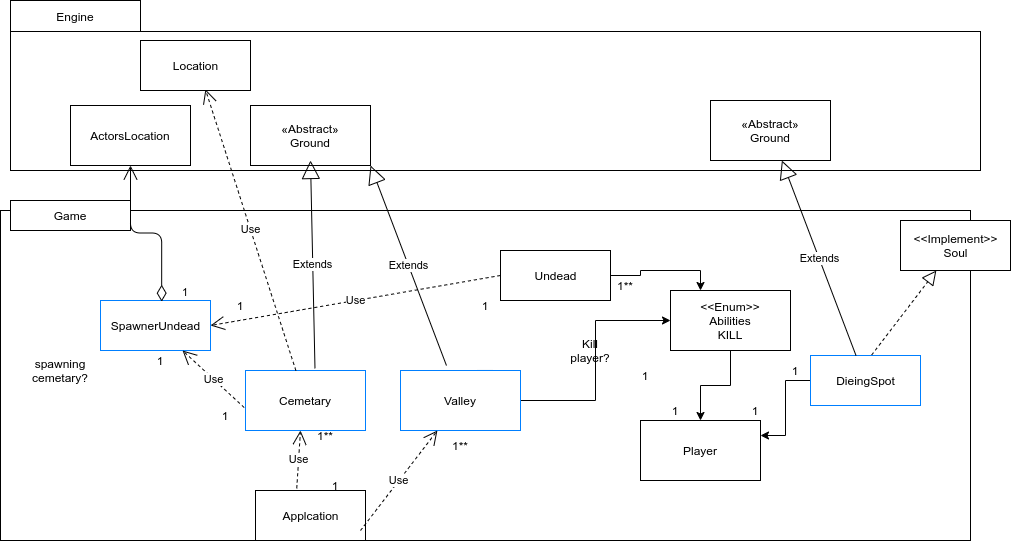 Engine
Location
ActorsLocation
«Abstract»
Ground
«Abstract»
Ground
Game
Use
Extends
Extends
Extends
<<Implement>>
Soul
Undead
1
1
Use
1
1**
SpawnerUndead
<<Enum>>
Abilities
KILL
spawning
cemetary?
1
Use
1
Kill
player?
1
1
Cemetary
Valley
DieingSpot
1**
1**
1
1
Use
Use
Player
1
Applcation